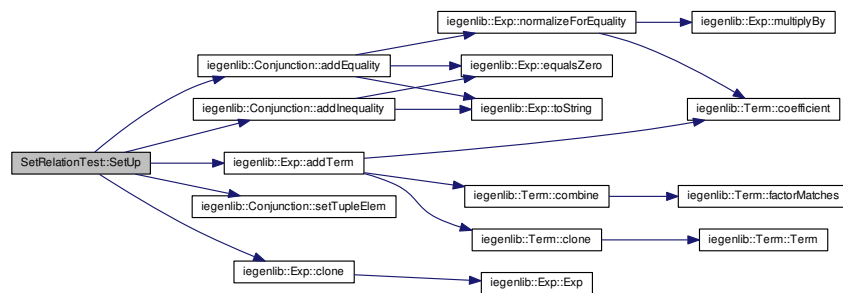 iegenlib::Exp::normalizeForEquality
iegenlib::Exp::multiplyBy
iegenlib::Conjunction::addEquality
iegenlib::Exp::equalsZero
iegenlib::Conjunction::addInequality
iegenlib::Exp::toString
iegenlib::Term::coefficient
SetRelationTest::SetUp
iegenlib::Exp::addTerm
iegenlib::Term::combine
iegenlib::Term::factorMatches
iegenlib::Conjunction::setTupleElem
iegenlib::Term::clone
iegenlib::Term::Term
iegenlib::Exp::clone
iegenlib::Exp::Exp